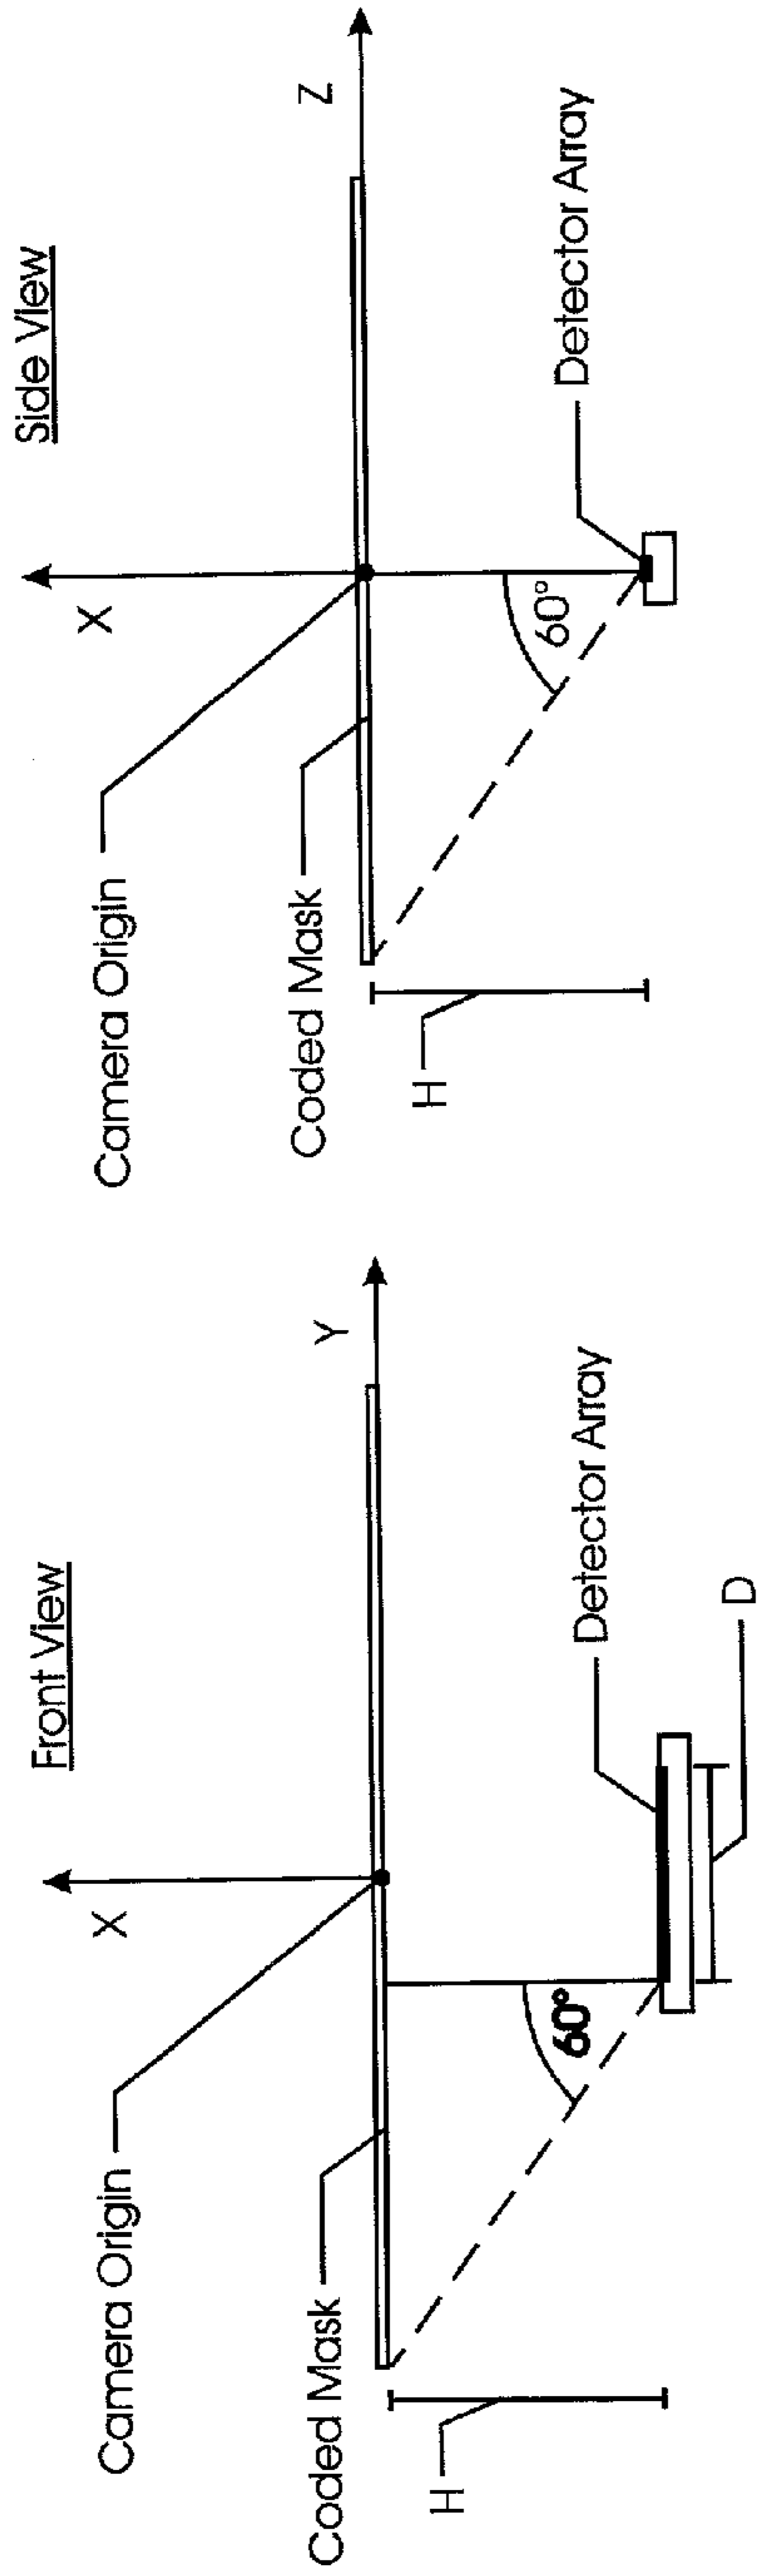 Front View
X
Y
Camera Origin
Coded Mask
60°
H
Detector Array
D
Side View
X
Z
Camera Origin
Coded Mask
60°
H
Detector Array